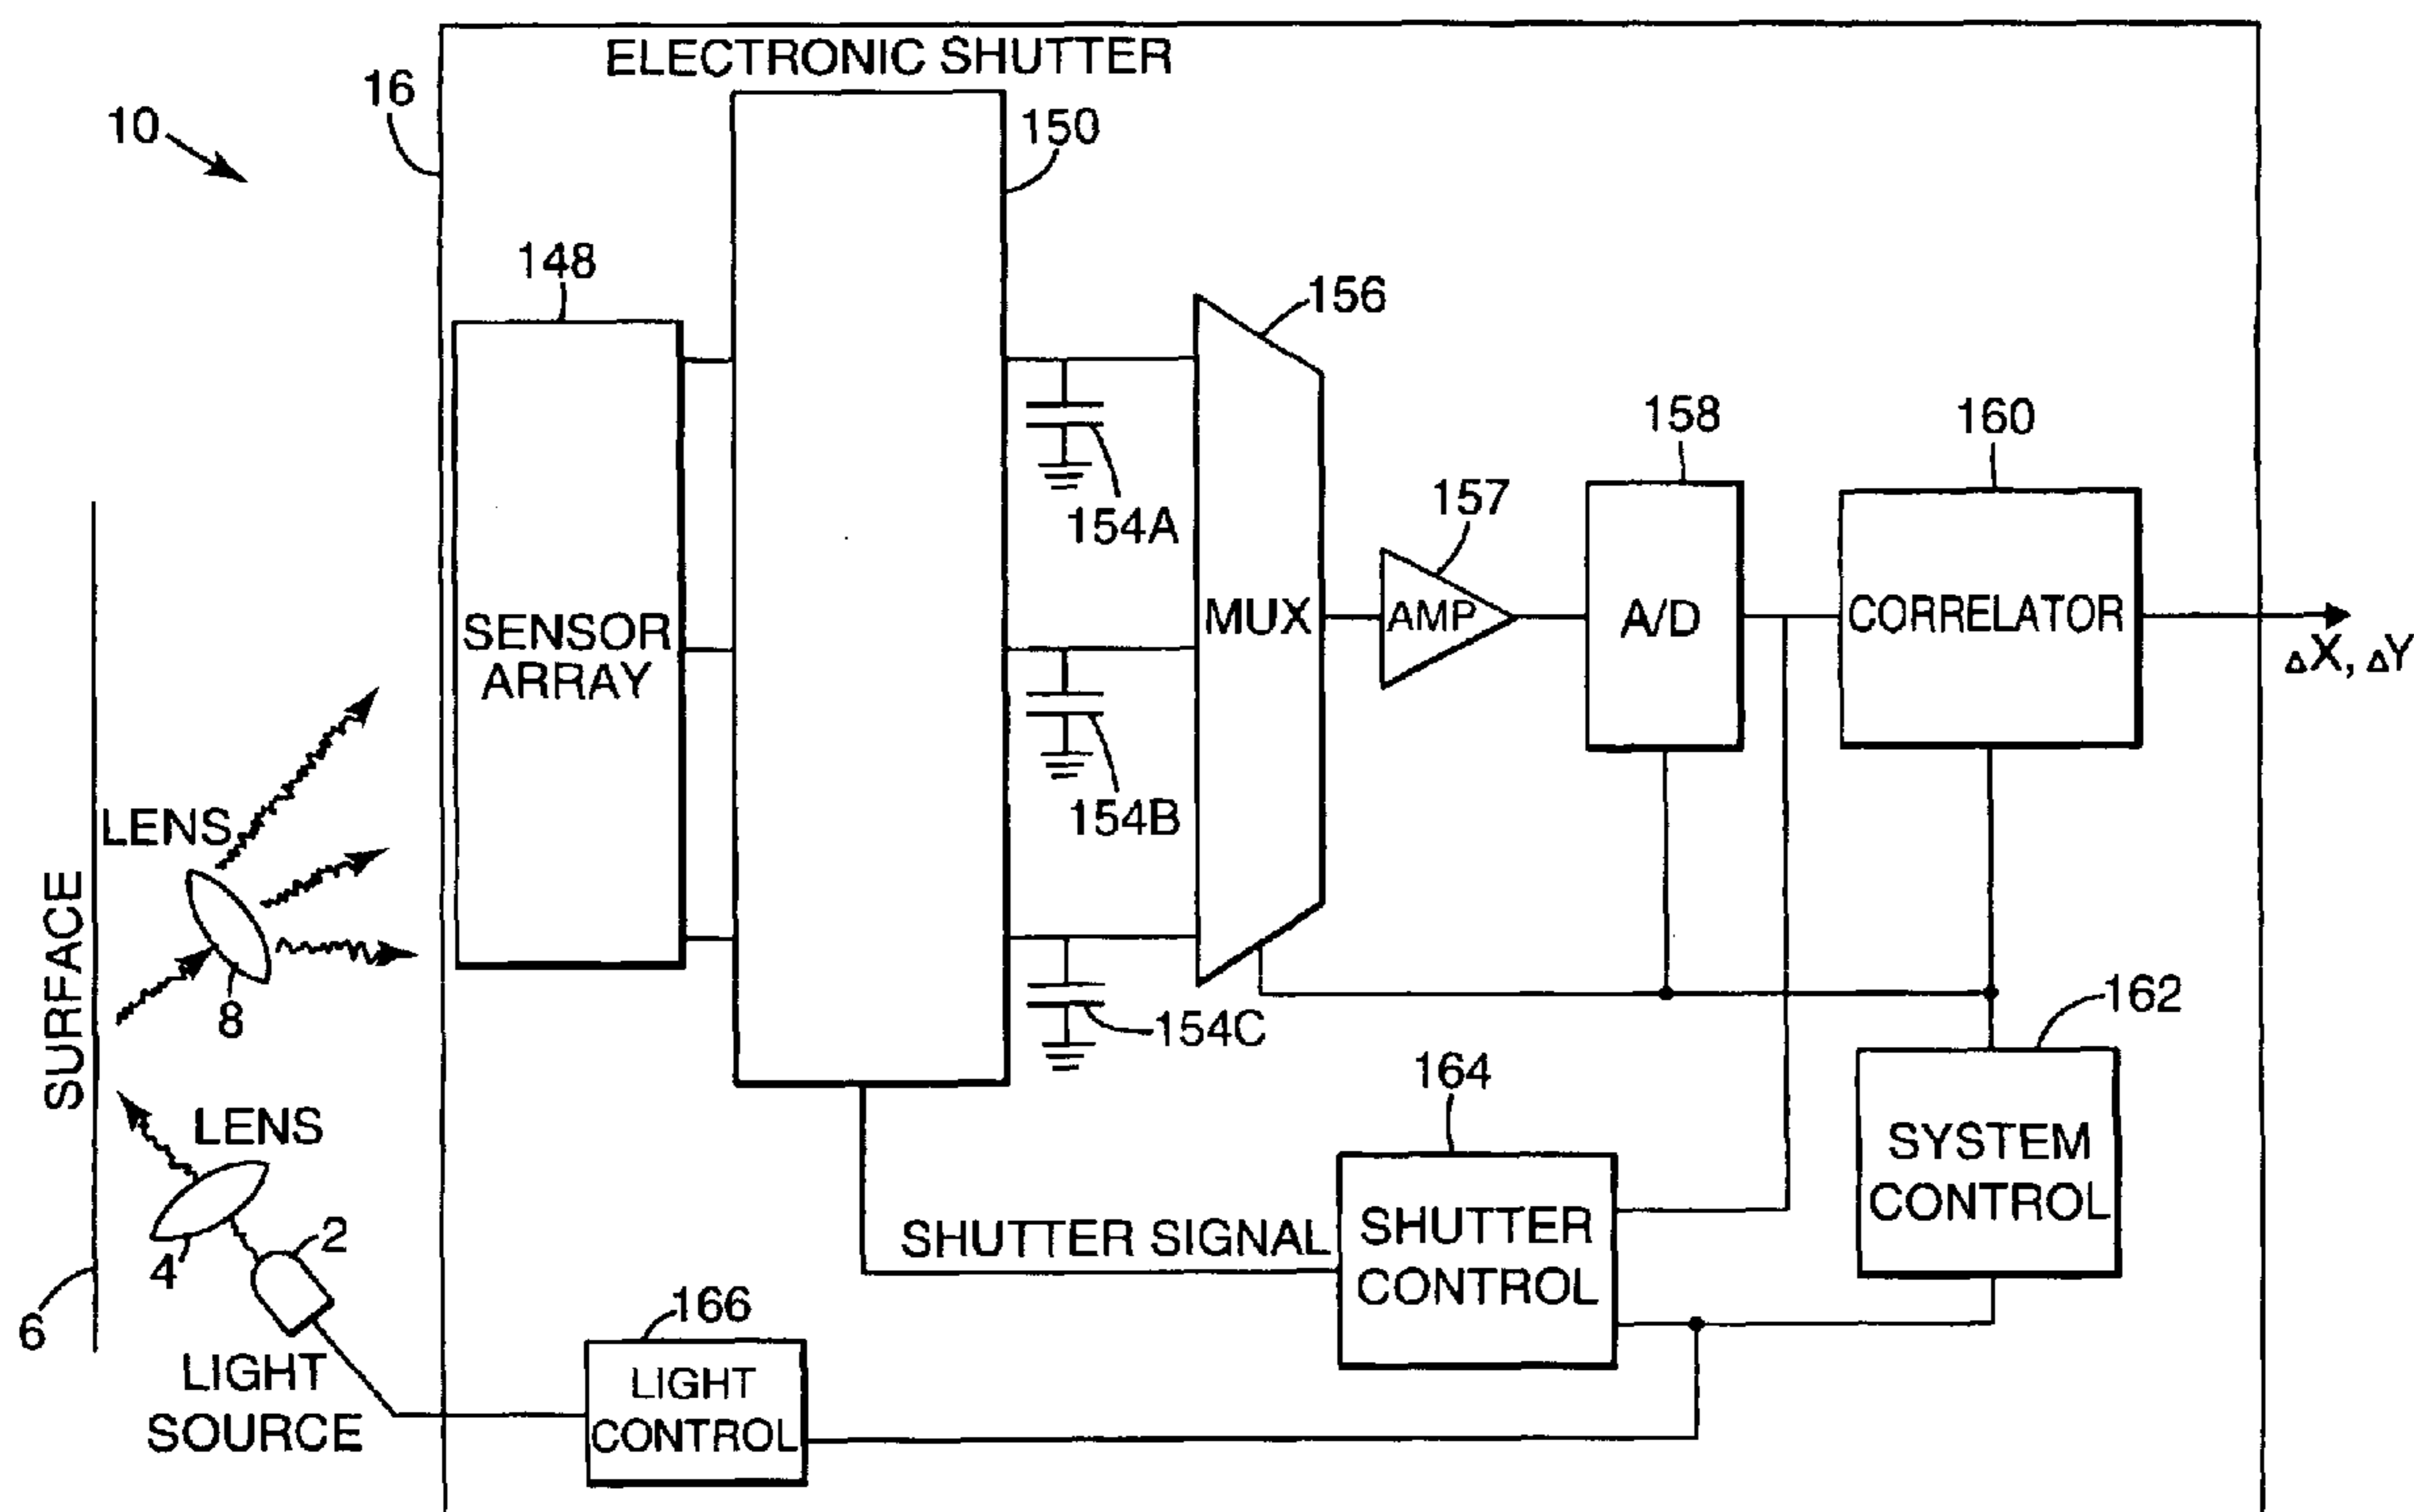 ELECTRONIC SHUTTER
16
10
150
148
156
154A
157
158
160
SENSOR
ARRAY
MUX
AMP
A/D
CORRELATOR
ΔX, ΔY
154B
LENS
SURFACE
8
154C
162
164
LENS
SYSTEM
CONTROL
2
4
SHUTTER SIGNAL
SHUTTER
CONTROL
6
166
LIGHT
SOURCE
LIGHT
CONTROL